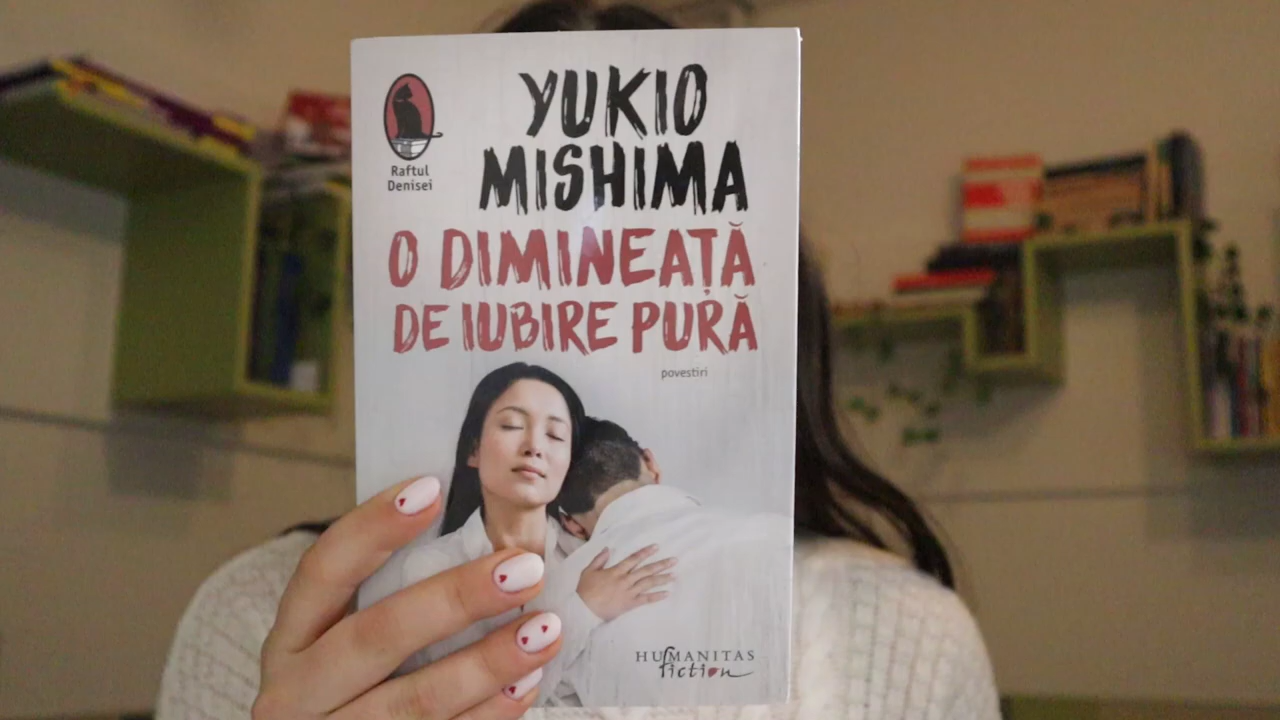 YUKIO
MISHIMA
Raftul
Denisei
O DIMINEAȚĂ
DE IUBIRE PURĂ
povestiri
HUMANITAS
fiction